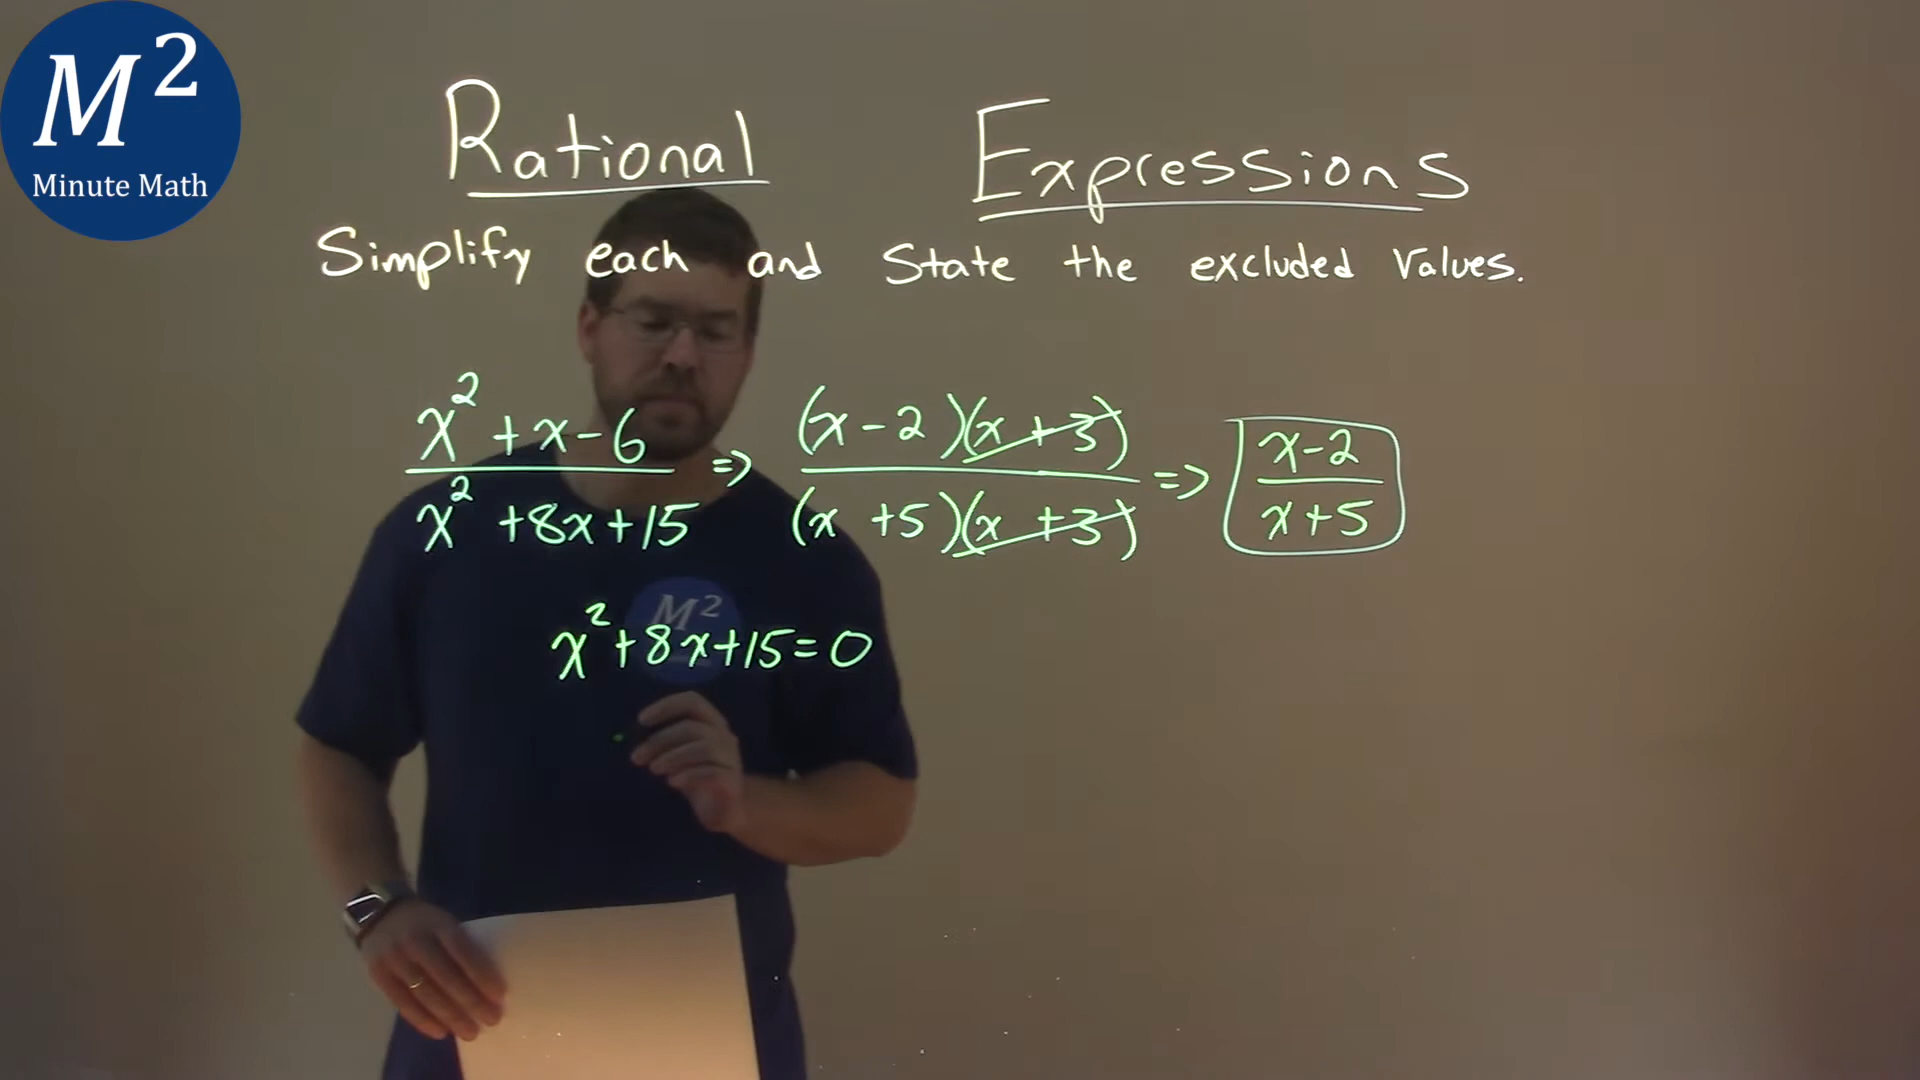 M²
Minute Math
Rational Expressions
Simplify each and State the excluded Values.
x² + x - 6 / x² + 8x + 15 => (x - 2)(x + 3) / (x + 5)(x + 3) => x - 2 / x + 5
M²
x² + 8x + 15 = 0